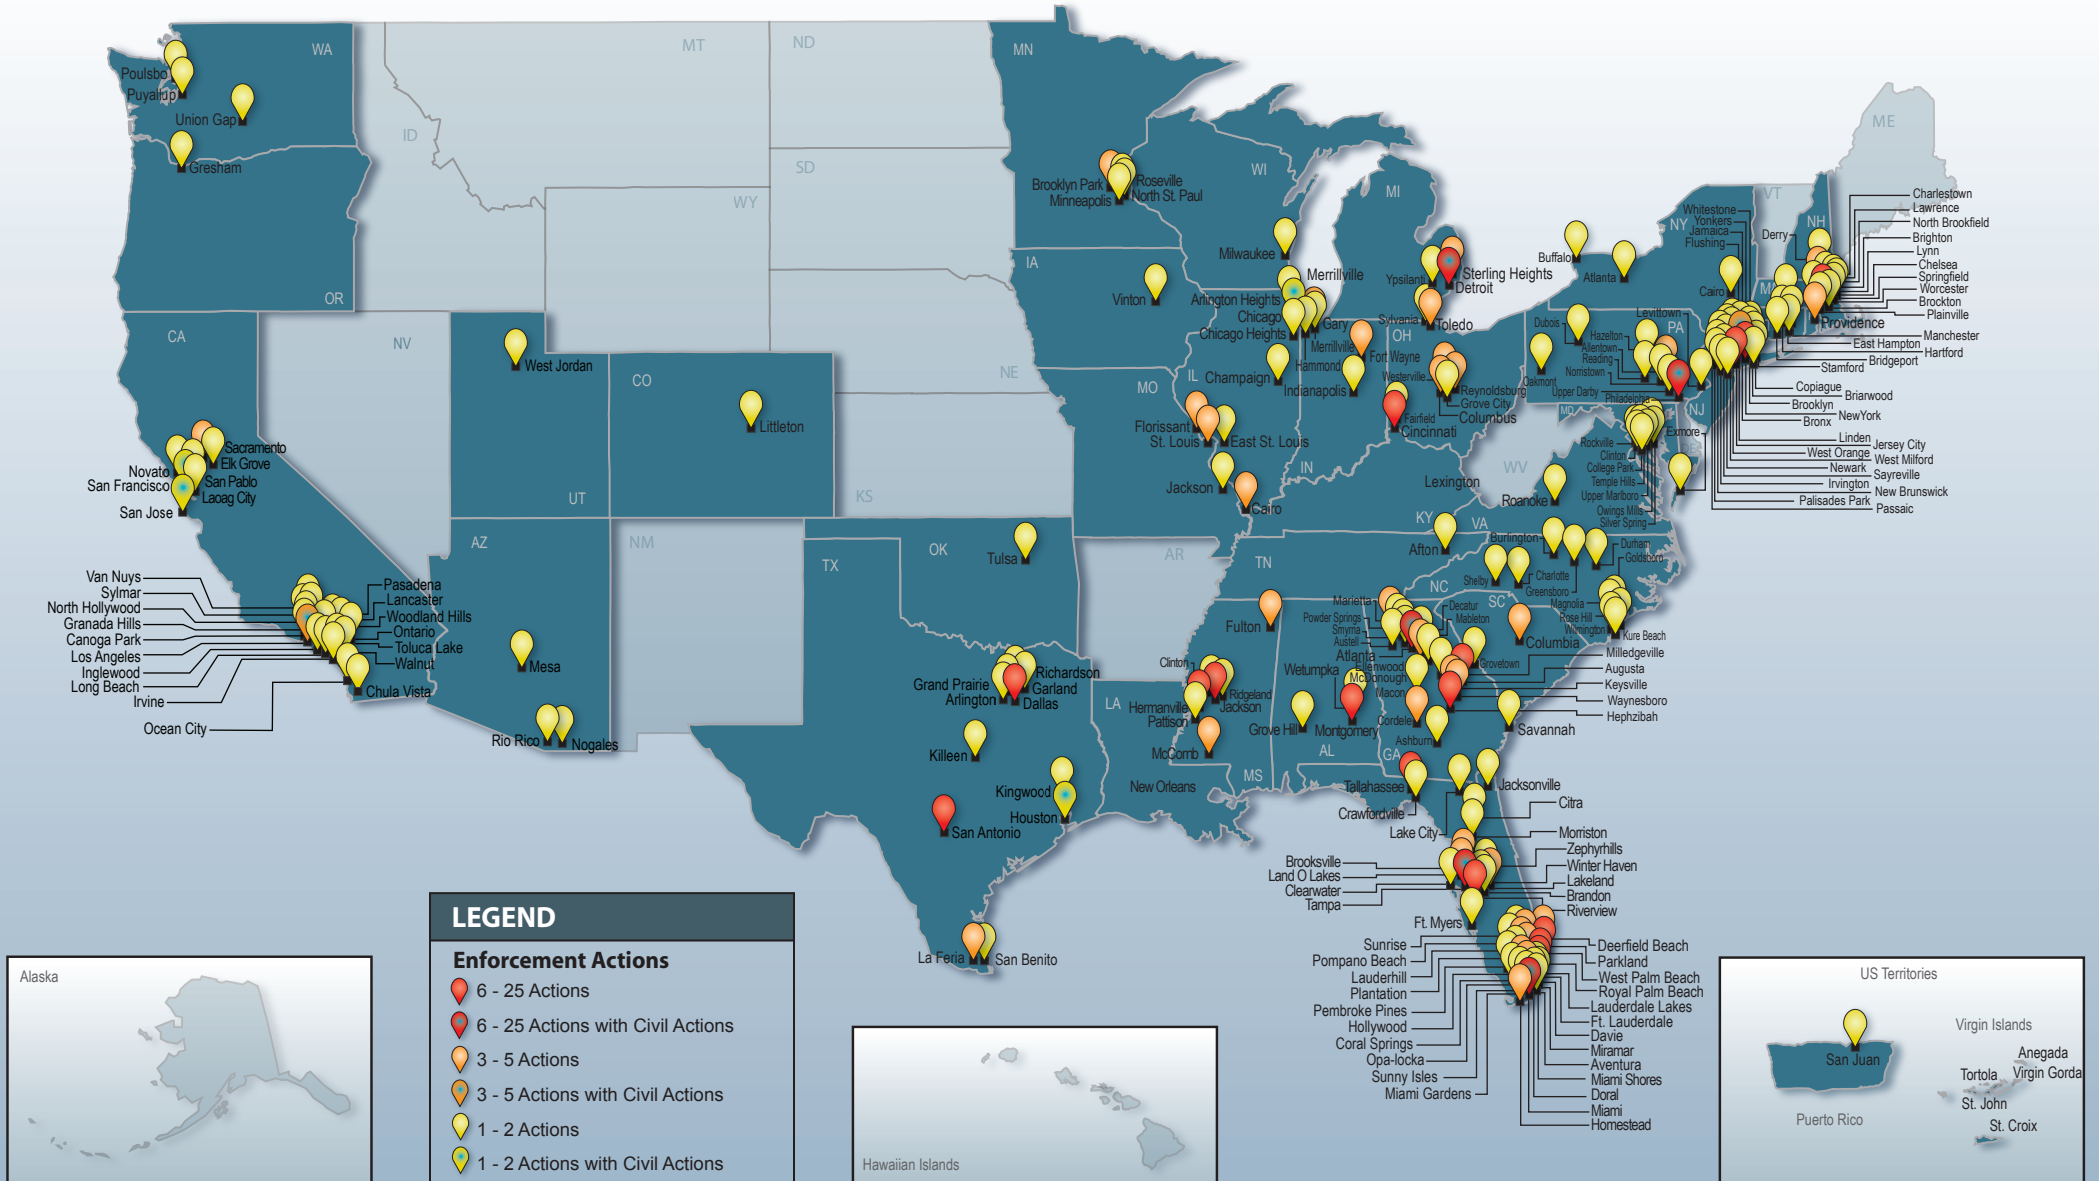 WA
MT
ND
MN
ID
SD
WY
OR
WI
MI
ME
VT
NH
NY
IA
CA
NV
NE
CO
UT
KS
MO
IL
IN
OH
PA
MA
NJ
MD
DE
WV
VA
KY
AZ
NM
OK
TX
AR
TN
NC
SC
LA
MS
AL
GA
Poulsbo
Puyallup
Union Gap
Gresham
Brooklyn Park
Roseville
Minneapolis
North St. Paul
Milwaukee
Merrillville
Arlington Heights
Chicago
Chicago Heights
Gary
Merrillville
Hammond
Fort Wayne
Indianapolis
Champaign
Vinton
Ypsilanti
Sterling Heights
Detroit
Sylvania
Toledo
Westerville
Reynoldsburg
Grove City
Columbus
Fairfield
Cincinnati
Buffalo
Atlanta
Cairo
Whitestone
Yonkers
Jamaica
Flushing
Derry
Charlestown
Lawrence
North Brookfield
Brighton
Lynn
Chelsea
Springfield
Worcester
Brockton
Plainville
Providence
Manchester
East Hampton
Hartford
Bridgeport
Stamford
Copiague
Briarwood
Brooklyn
NewYork
Bronx
Linden
Jersey City
West Orange
West Milford
Newark
Sayreville
Irvington
New Brunswick
Palisades Park
Passaic
Levittown
Dubois
Hazelton
Allentown
Reading
Norristown
Oakmont
Upper Darby
Philadelphia
Exmore
Rockville
Clinton
College Park
Temple Hills
Upper Marlboro
Owings Mills
Silver Spring
West Jordan
Littleton
Florissant
St. Louis
East St. Louis
Jackson
Cairo
Lexington
Roanoke
Afton
Burlington
Durham
Goldsboro
Shelby
Charlotte
Greensboro
Magnolia
Rose Hill
Wilmington
Kure Beach
Sacramento
Elk Grove
Novato
San Pablo
San Francisco
Laoag City
San Jose
Van Nuys
Sylmar
North Hollywood
Granada Hills
Canoga Park
Los Angeles
Inglewood
Long Beach
Irvine
Ocean City
Pasadena
Lancaster
Woodland Hills
Ontario
Toluca Lake
Walnut
Chula Vista
Mesa
Rio Rico
Nogales
Tulsa
Richardson
Grand Prairie
Garland
Arlington
Dallas
Killeen
Kingwood
Houston
San Antonio
La Feria
San Benito
Fulton
Clinton
Ridgeland
Hermanville
Jackson
Pattison
McComb
New Orleans
Wetumpka
Grove Hill
Montgomery
Marietta
Powder Springs
Smyrna
Austell
Atlanta
Decatur
Mableton
Ellenwood
McDonough
Macon
Grovetown
Cordele
Ashburn
Columbia
Milledgeville
Augusta
Keysville
Waynesboro
Hephzibah
Savannah
Tallahassee
Crawfordville
Jacksonville
Lake City
Citra
Morriston
Zephyrhills
Winter Haven
Lakeland
Brandon
Riverview
Brooksville
Land O Lakes
Clearwater
Tampa
Ft. Myers
Sunrise
Pompano Beach
Lauderhill
Plantation
Pembroke Pines
Hollywood
Coral Springs
Opa-locka
Sunny Isles
Miami Gardens
Deerfield Beach
Parkland
West Palm Beach
Royal Palm Beach
Lauderdale Lakes
Ft. Lauderdale
Davie
Miramar
Aventura
Miami Shores
Doral
Miami
Homestead
LEGEND
Enforcement Actions
6 - 25 Actions
6 - 25 Actions with Civil Actions
3 - 5 Actions
3 - 5 Actions with Civil Actions
1 - 2 Actions
1 - 2 Actions with Civil Actions
Alaska
Hawaiian Islands
US Territories
San Juan
Puerto Rico
Virgin Islands
Anegada
Tortola
Virgin Gorda
St. John
St. Croix